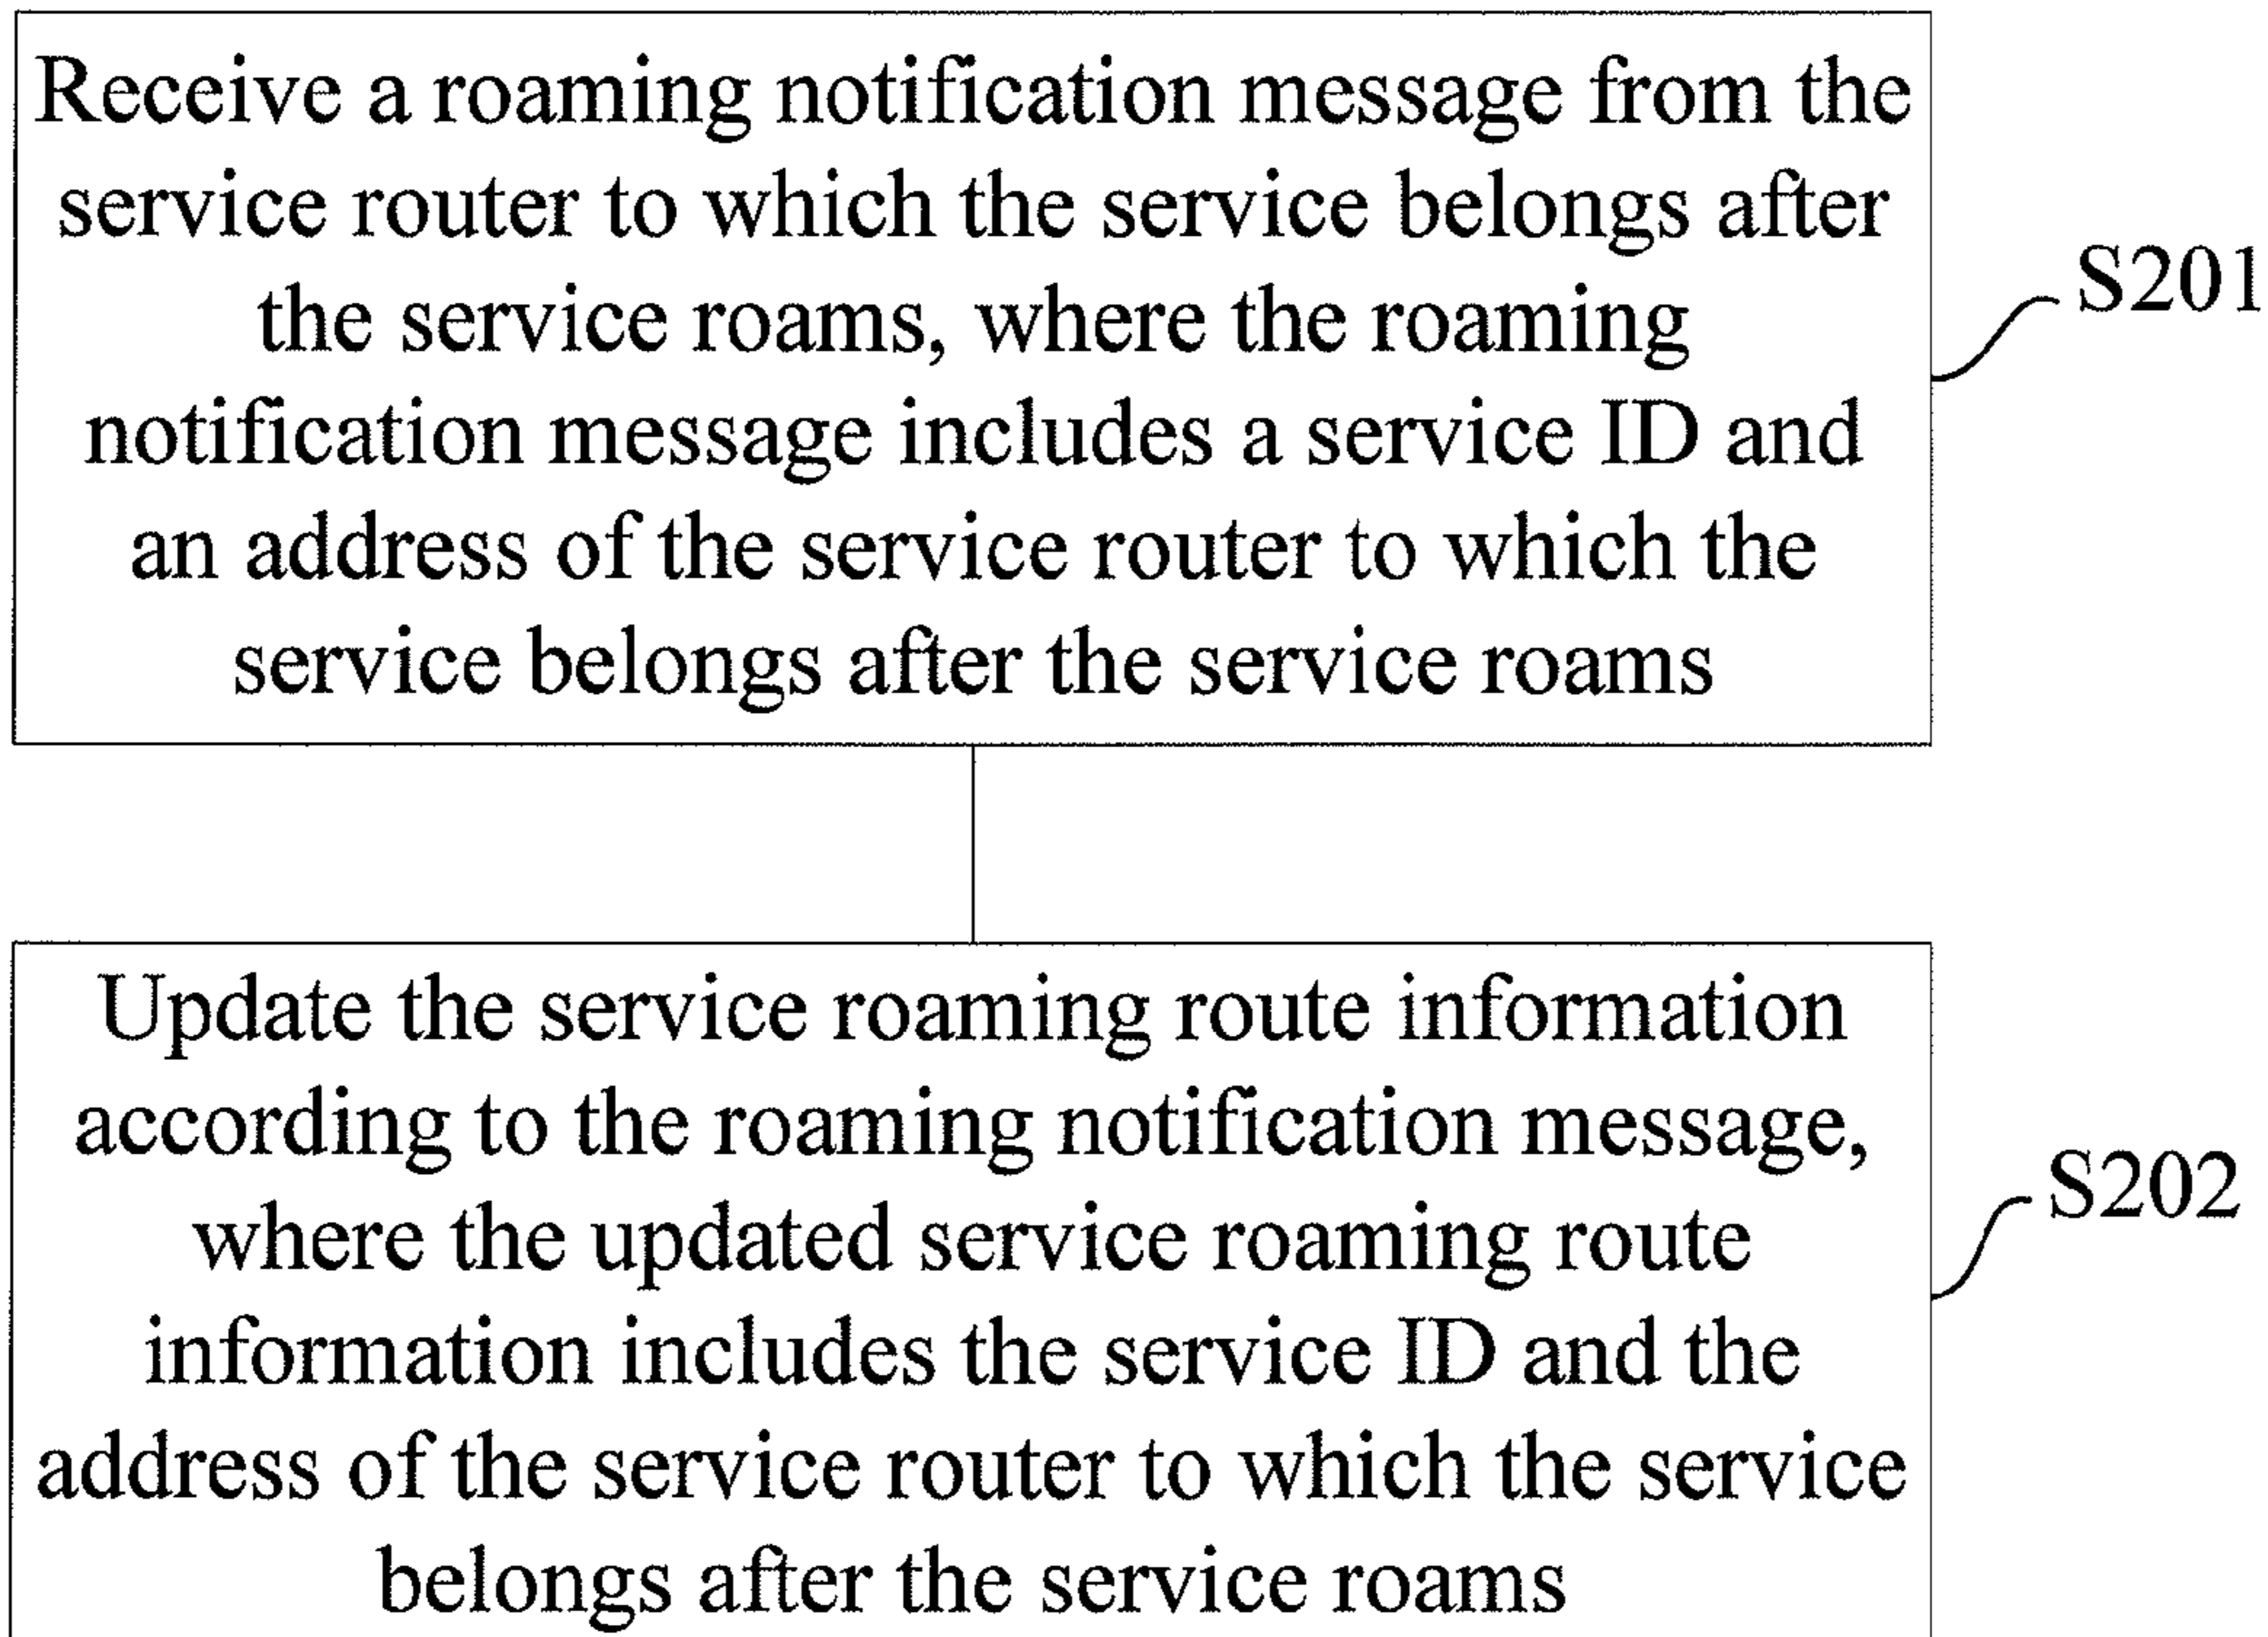 Receive a roaming notification message from the
service router to which the service belongs after
the service roams, where the roaming
notification message includes a service ID and
an address of the service router to which the
service belongs after the service roams
S201
Update the service roaming route information
according to the roaming notification message,
where the updated service roaming route
information includes the service ID and the
address of the service router to which the service
belongs after the service roams
S202